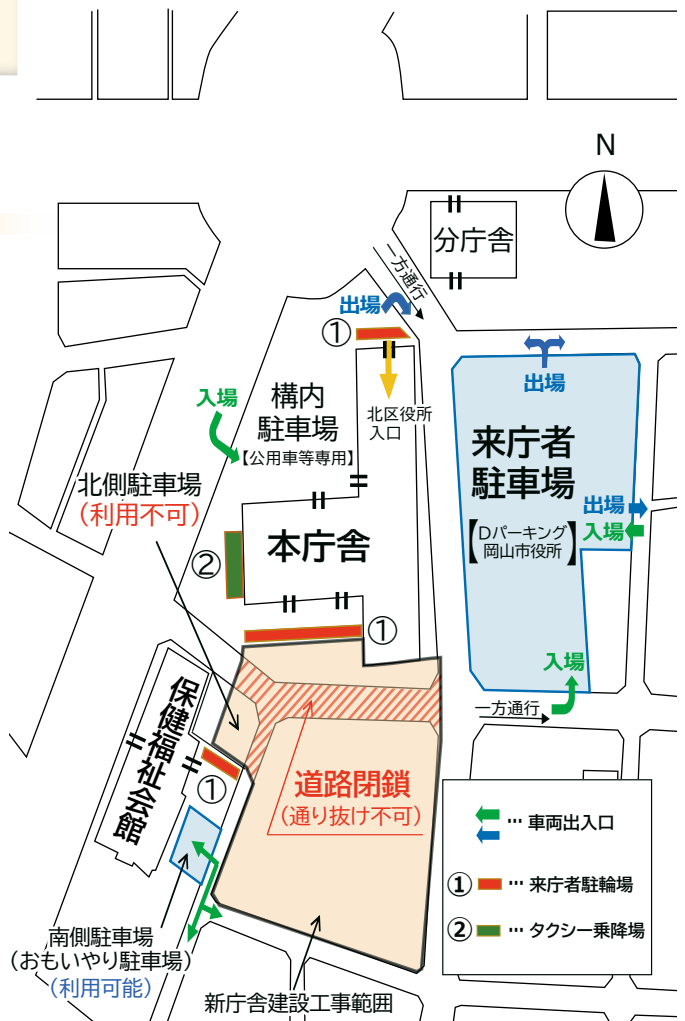 N
分庁舎
一方通行
出場
①
北区役所
入口
入場
構内
駐車場
【公用車等専用】
出場
来庁者
駐車場
【Dパーキング
岡山市役所】
出場
入場
入場
一方通行
北側駐車場
（利用不可）
本庁舎
②
①
保健福祉会館
①
道路閉鎖
（通り抜け不可）
南側駐車場
（おもいやり駐車場）
（利用可能）
新庁舎建設工事範囲
… 車両出入口
① … 来庁者駐輪場
② … タクシー乗降場